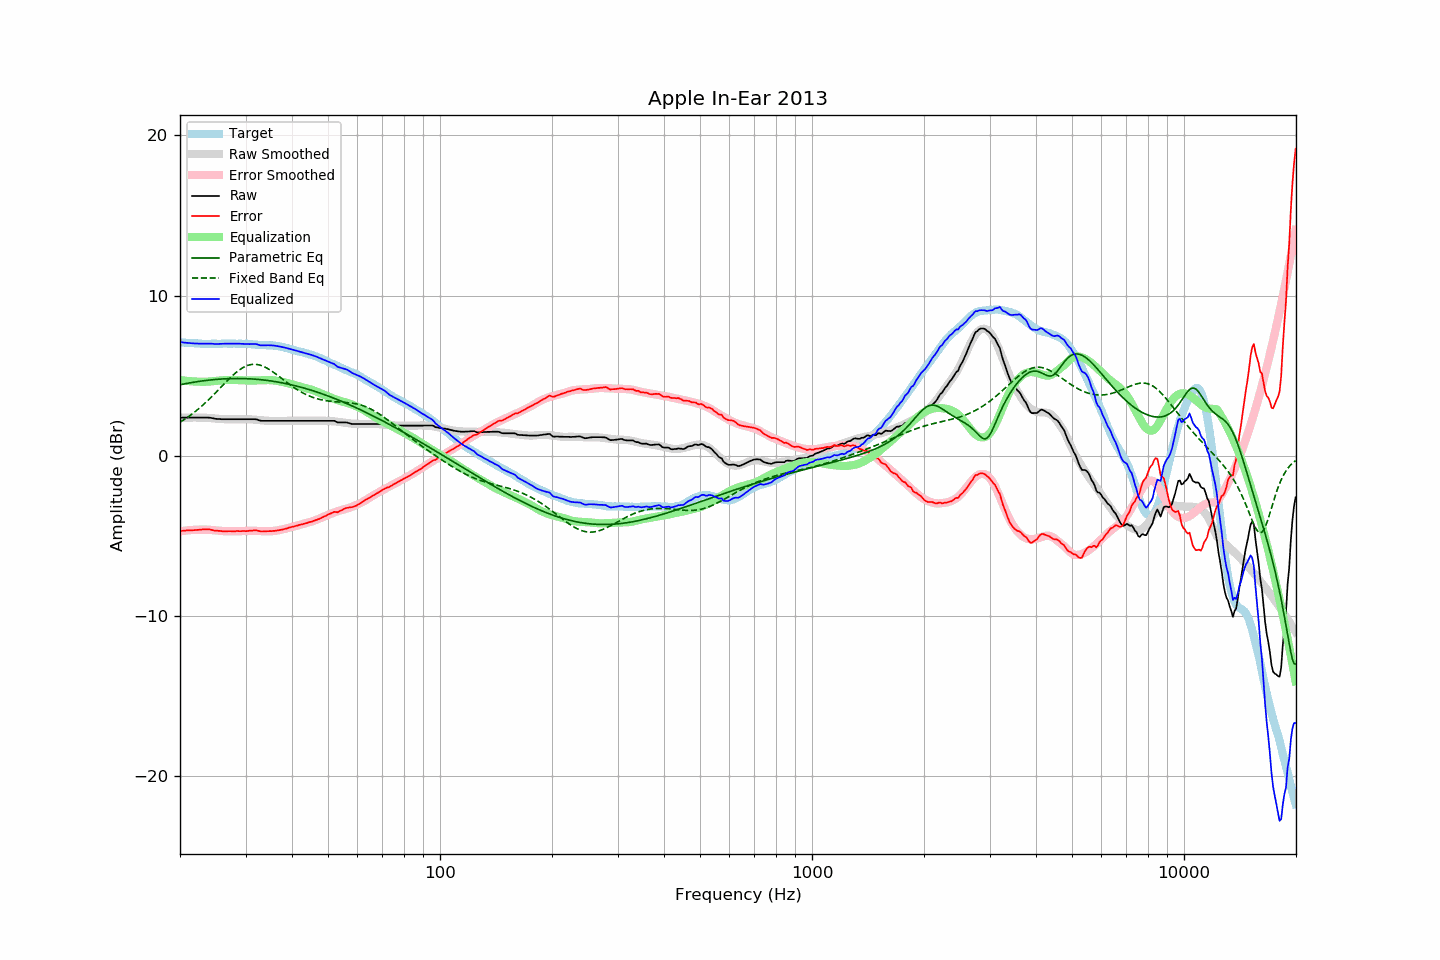 Apple In-Ear 2013
Target
Raw Smoothed
Error Smoothed
Raw
Error
Equalization
Parametric Eq
Fixed Band Eq
Equalized
20
10
0
−10
−20
Amplitude (dBr)
100
1000
10000
Frequency (Hz)